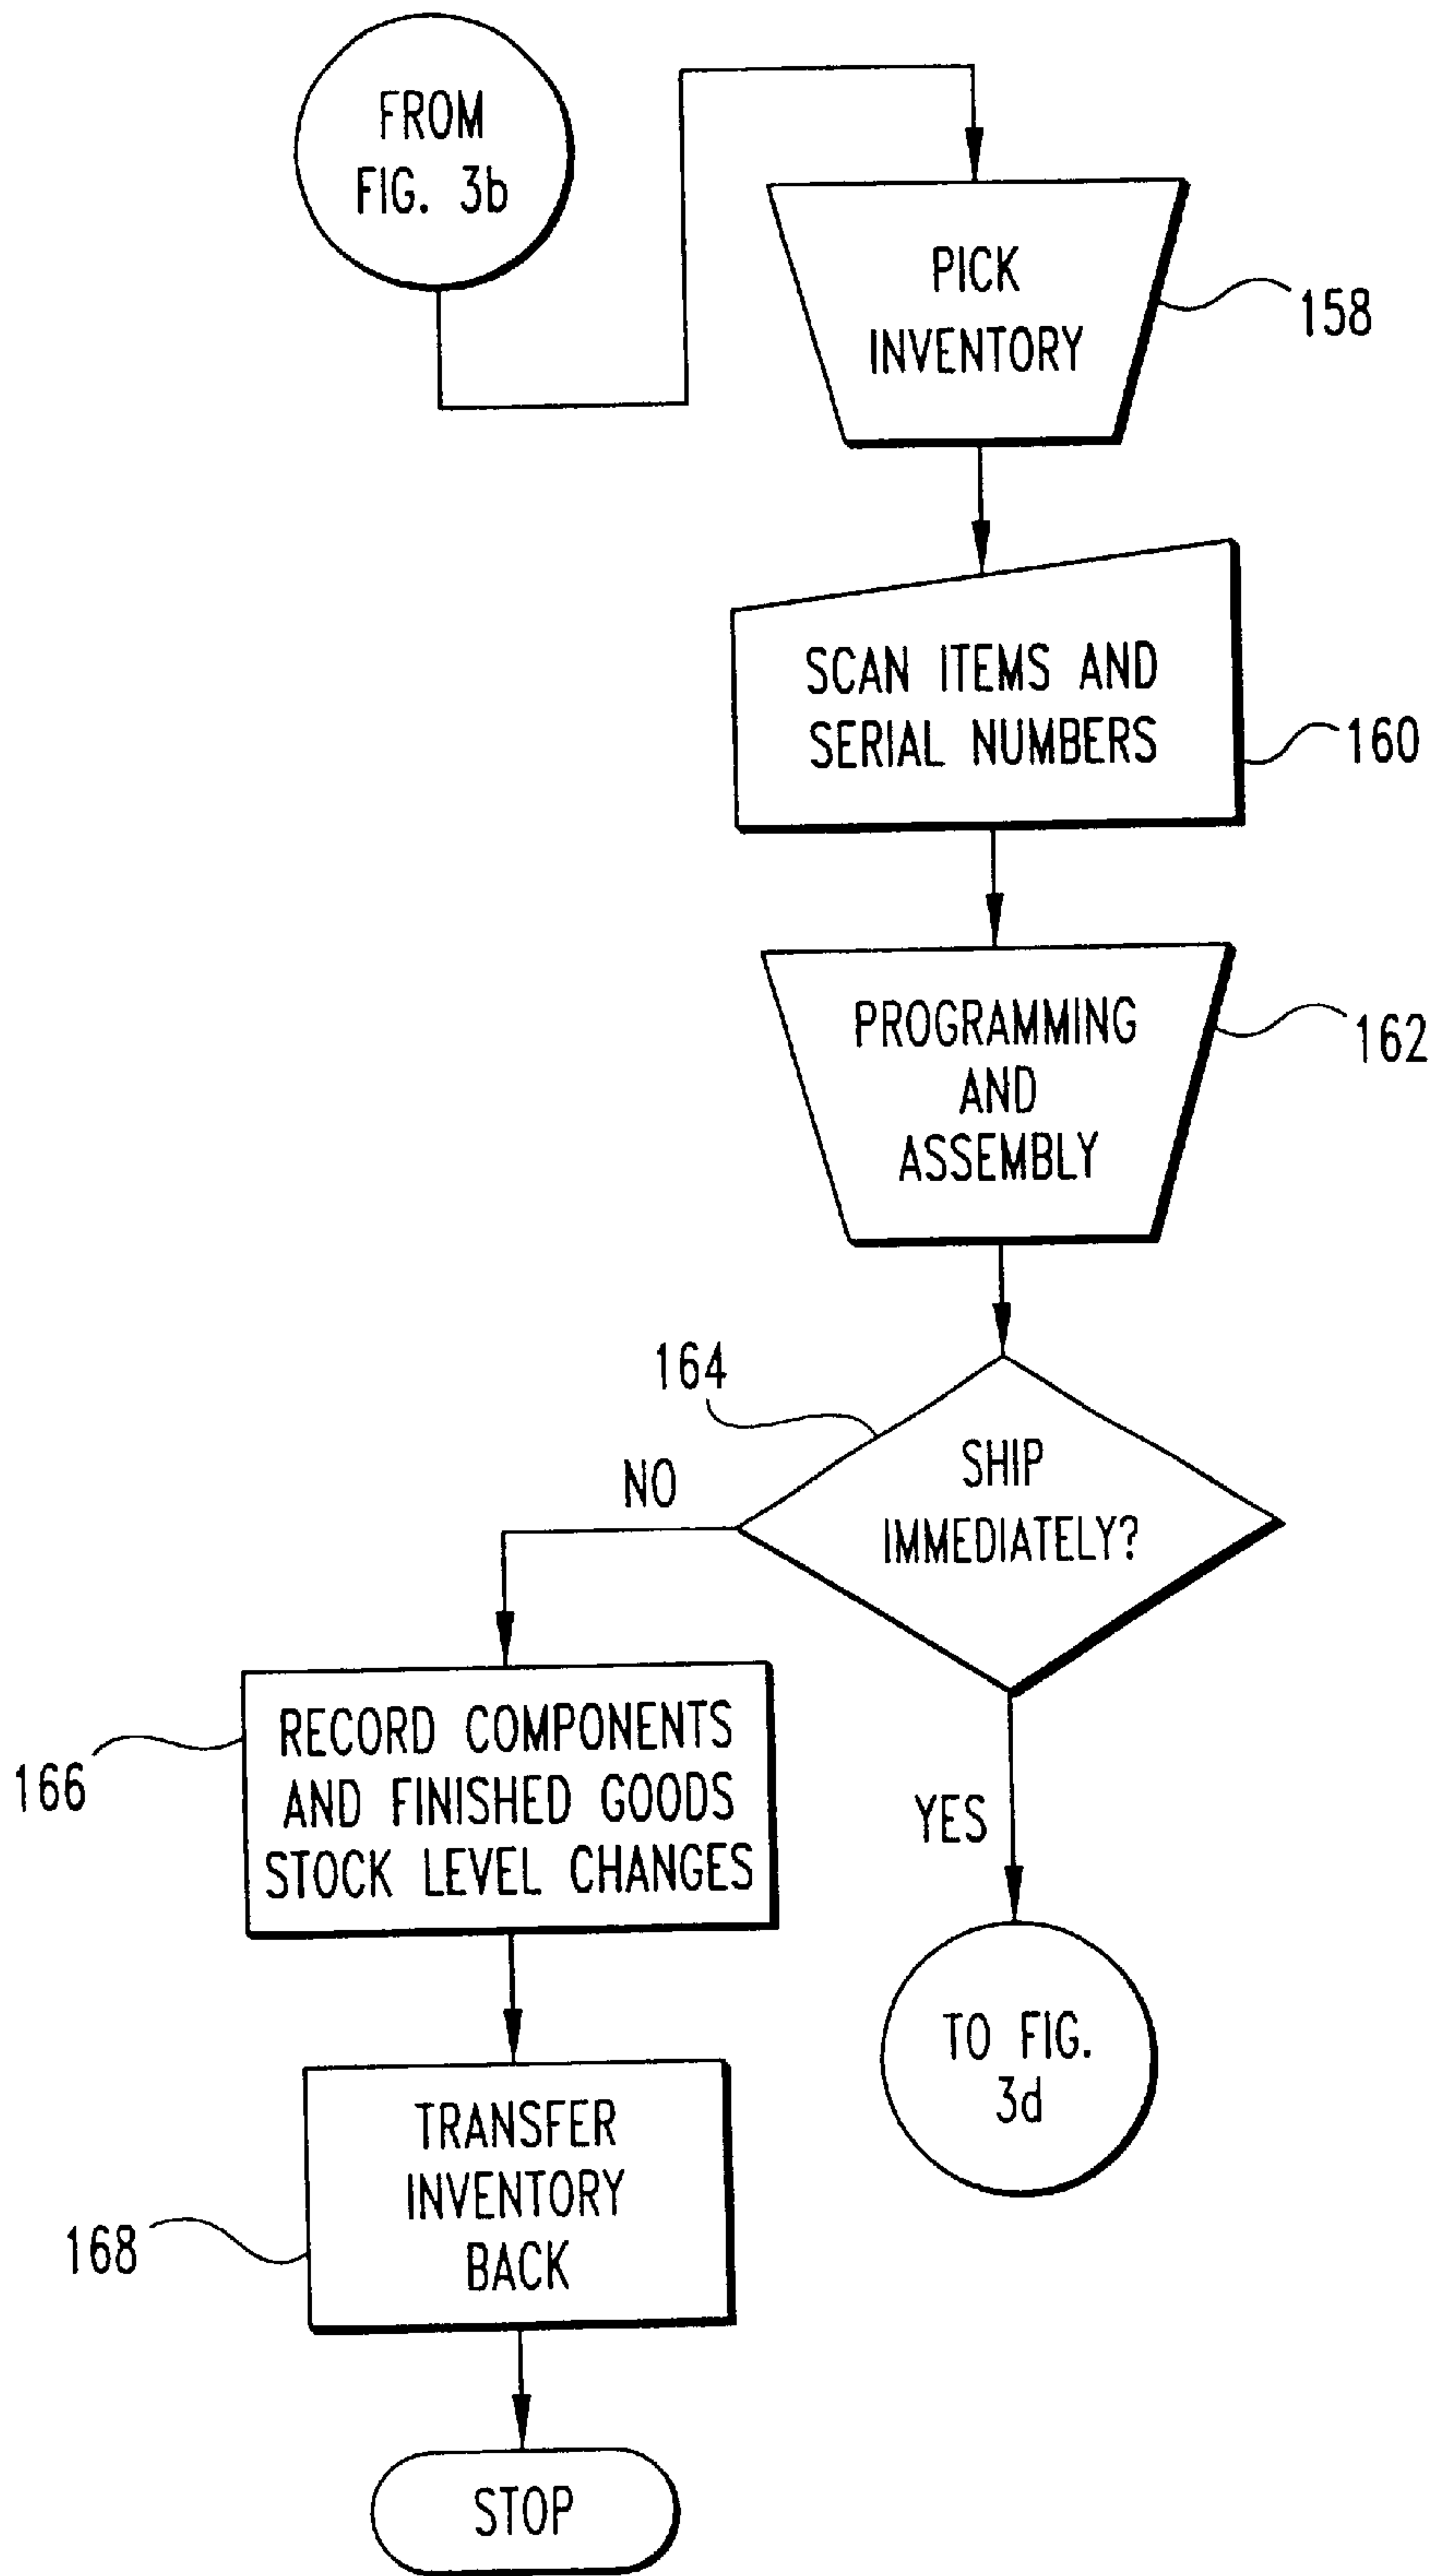 FROM
FIG. 3b
PICK
INVENTORY
158
SCAN ITEMS AND
SERIAL NUMBERS
160
PROGRAMMING
AND
ASSEMBLY
162
164
SHIP
IMMEDIATELY?
NO
YES
RECORD COMPONENTS
AND FINISHED GOODS
STOCK LEVEL CHANGES
166
TO FIG.
3d
TRANSFER
INVENTORY
BACK
168
STOP